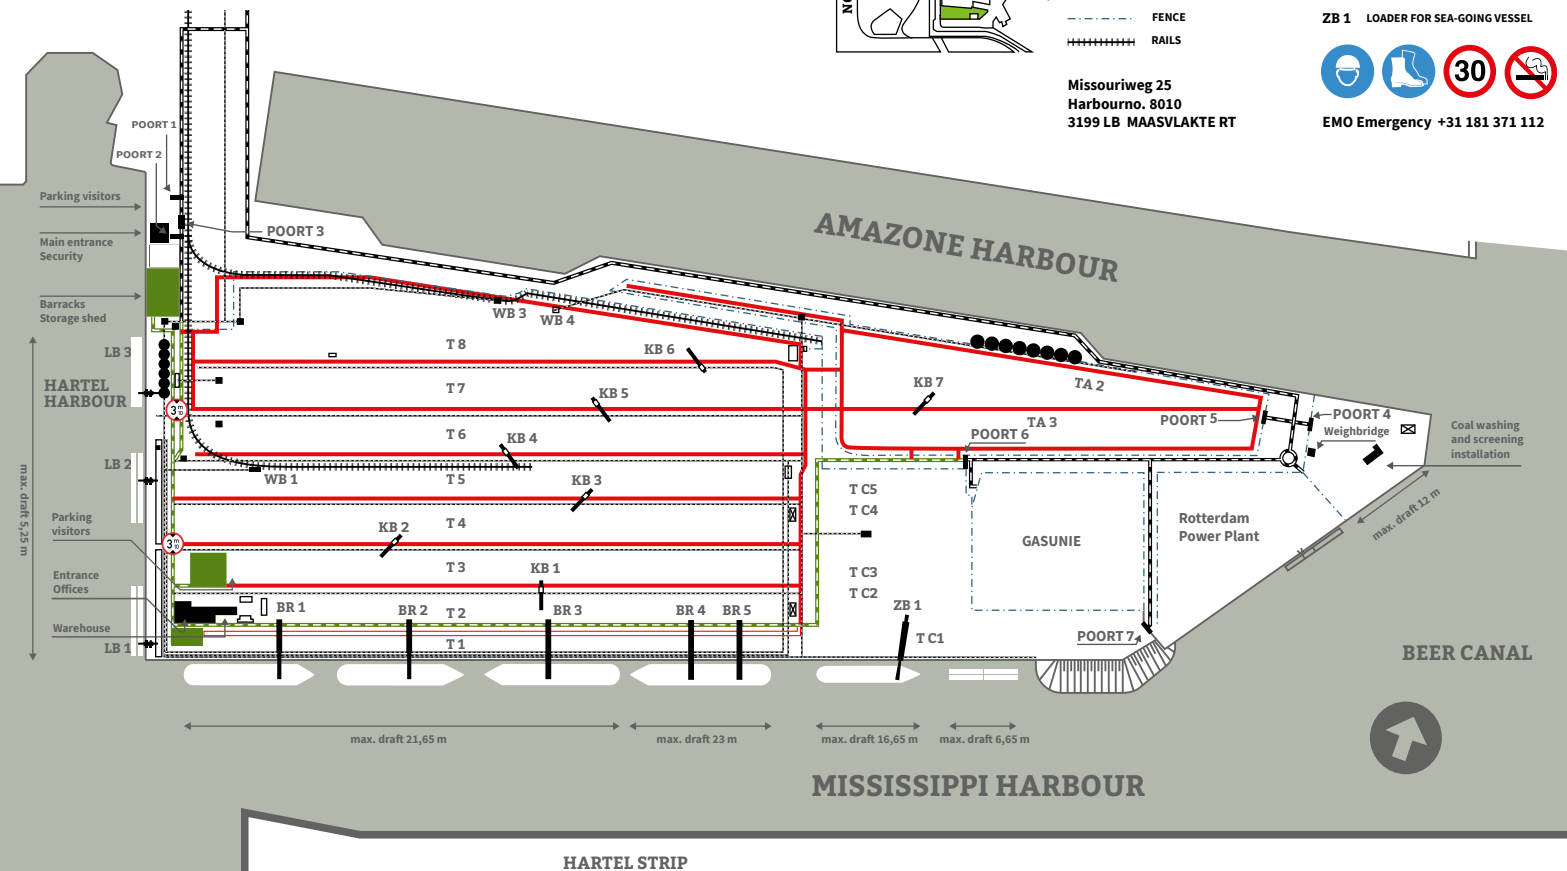 NO
FENCE
RAILS
ZB 1 LOADER FOR SEA-GOING VESSEL
30
Missouriweg 25
Harbourno. 8010
3199 LB MAASVLAKTE RT
EMO Emergency +31 181 371 112
POORT 1
POORT 2
Parking visitors
Main entrance
Security
POORT 3
AMAZONE HARBOUR
Barracks
Storage shed
WB 3
WB 4
LB 3
T 8
KB 6
HARTEL
HARBOUR
T 7
KB 5
KB 7
TA 2
TA 3
POORT 5
POORT 4
Weighbridge
T 6
KB 4
POORT 6
Coal washing
and screening
installation
LB 2
WB 1
T 5
KB 3
T C5
T C4
max. draft 5,25 m
max. draft 12 m
Parking
visitors
KB 2
T 4
GASUNIE
Rotterdam
Power Plant
T 3
KB 1
T C3
T C2
Entrance
Offices
BR 1
BR 2
T 2
BR 3
BR 4
BR 5
ZB 1
Warehouse
T 1
T C1
POORT 7
LB 1
BEER CANAL
max. draft 21,65 m
max. draft 23 m
max. draft 16,65 m
max. draft 6,65 m
MISSISSIPPI HARBOUR
HARTEL STRIP